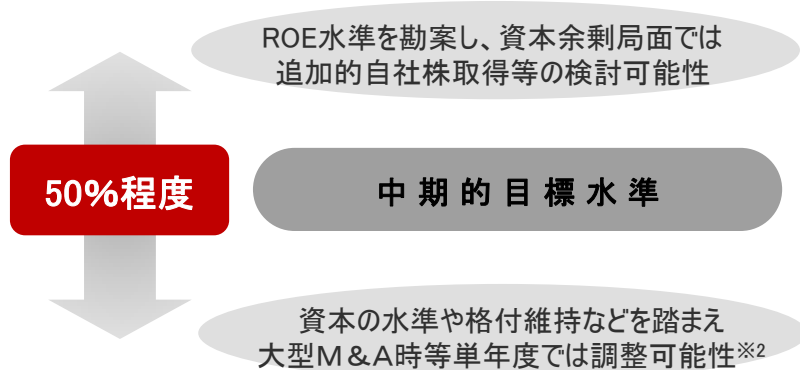 ROE水準を勘案し、資本余剰局面では
追加的自社株取得等の検討可能性
50%程度
中期的目標水準
資本の水準や格付維持などを踏まえ
大型M&A時等単年度では調整可能性※2